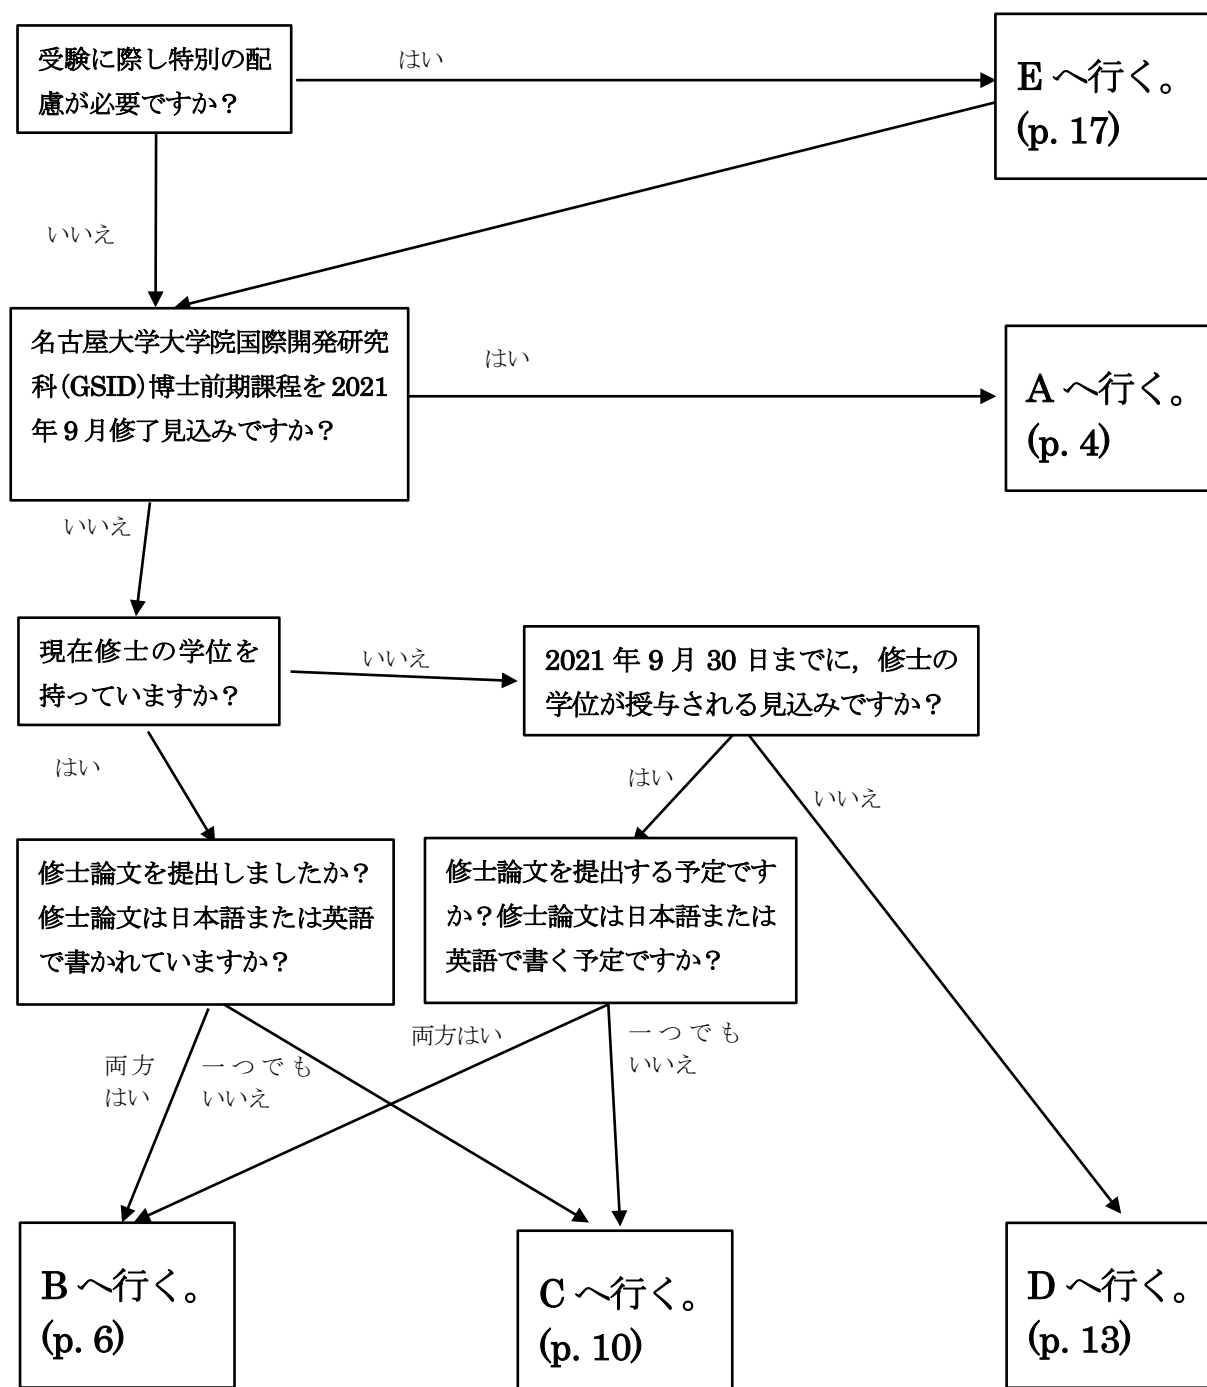 受験に際し特別の配
慮が必要ですか？
はい
E へ行く。
(p. 17)
いいえ
名古屋大学大学院国際開発研究
科(GSID)博士前期課程を 2021
年 9 月修了見込みですか？
はい
A へ行く。
(p. 4)
いいえ
現在修士の学位を
持っていますか？
いいえ
2021 年 9 月 30 日までに，修士の
学位が授与される見込みですか？
はい
はい
いいえ
修士論文を提出しましたか？
修士論文は日本語または英語
で書かれていますか？
修士論文を提出する予定です
か？修士論文は日本語または
英語で書く予定ですか？
両方
はい
一つでも
いいえ
両方はい
一つでも
いいえ
B へ行く。
(p. 6)
C へ行く。
(p. 10)
D へ行く。
(p. 13)